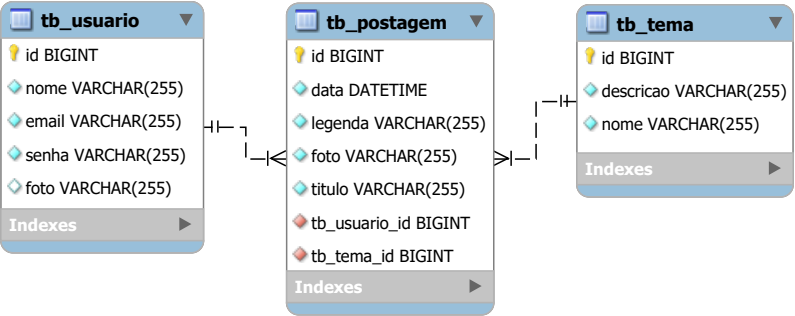 tb_usuario
id BIGINT
nome VARCHAR(255)
email VARCHAR(255)
senha VARCHAR(255)
foto VARCHAR(255)
Indexes
tb_postagem
id BIGINT
data DATETIME
legenda VARCHAR(255)
foto VARCHAR(255)
titulo VARCHAR(255)
tb_usuario_id BIGINT
tb_tema_id BIGINT
Indexes
tb_tema
id BIGINT
descricao VARCHAR(255)
nome VARCHAR(255)
Indexes